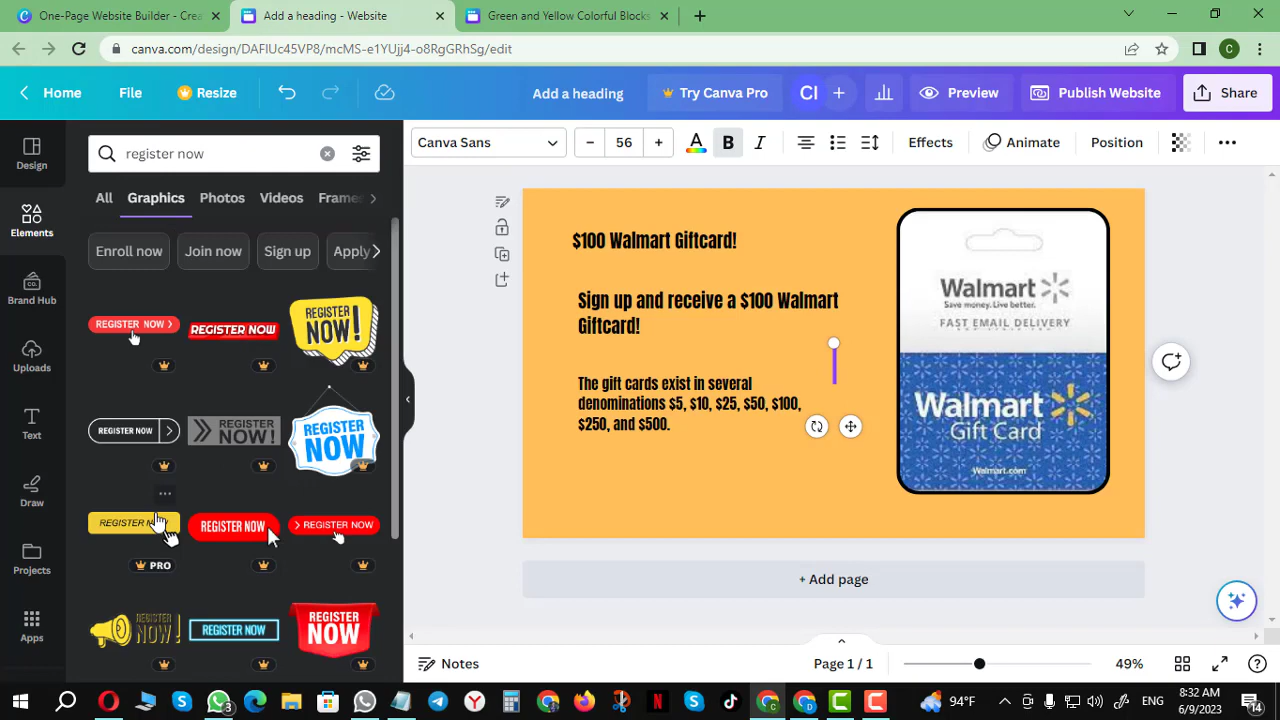 One-Page Website Builder - Crea
Add a heading - Website
Green and Yellow Colorful Blocks
C
canva.com/design/DAFlUc45VP8/mcMS-e1YUjj4-o8RgGRhSg/edit
Home
File
Resize
Add a heading
Try Canva Pro
CI
Preview
Publish Website
Share
Design
Elements
Brand Hub
Uploads
Text
Draw
Projects
Apps
register now
All
Graphics
Photos
Videos
Frames
Enroll now
Join now
Sign up
Apply
REGISTER NOW
REGISTER NOW
REGISTER NOW!
REGISTER NOW
REGISTER NOW!
REGISTER NOW
REGISTER
PRO
REGISTER NOW
REGISTER NOW
REGISTER NOW!
REGISTER NOW
REGISTER NOW
Canva Sans
56
B
I
A
Effects
Animate
Position
$100 Walmart Giftcard!
Sign up and receive a $100 Walmart
Giftcard!
The gift cards exist in several
denominations $5, $10, $25, $50, $100,
$250, and $500.
Walmart
Save money. Live better.
FAST EMAIL DELIVERY
Walmart
Gift Card
Walmart.com
+ Add page
Notes
Page 1 / 1
49%
3
94°F
ENG
8:32 AM
6/9/2023
14